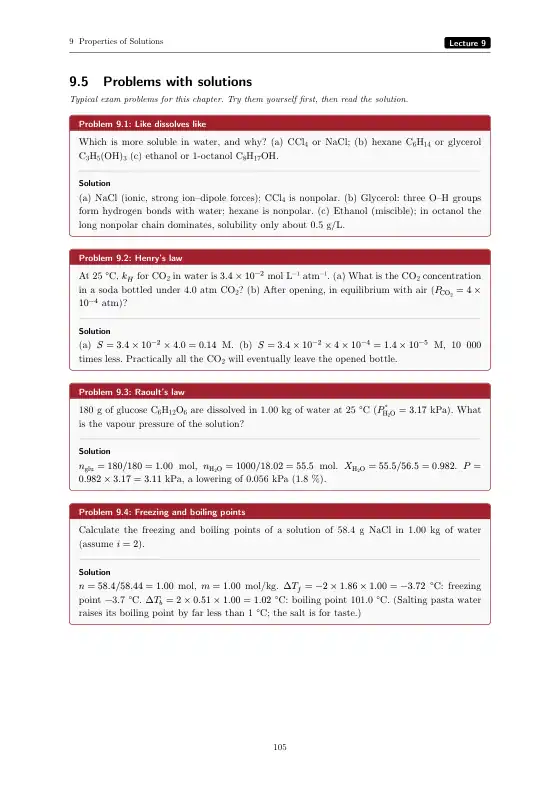 9 Properties of Solutions
Lecture 9
9.5 Problems with solutions
Typical exam problems for this chapter. Try them yourself first, then read the solution.
Problem 9.1: Like dissolves like
Which is more soluble in water, and why? (a) CCl₄ or NaCl; (b) hexane C₆H₁₄ or glycerol
C₃H₅(OH)₃ (c) ethanol or 1-octanol C₈H₁₇OH.
Solution
(a) NaCl (ionic, strong ion–dipole forces); CCl₄ is nonpolar. (b) Glycerol: three O–H groups
form hydrogen bonds with water; hexane is nonpolar. (c) Ethanol (miscible); in octanol the
long nonpolar chain dominates, solubility only about 0.5 g/L.
Problem 9.2: Henry's law
At 25 °C, k_H for CO₂ in water is 3.4 × 10⁻² mol L⁻¹ atm⁻¹. (a) What is the CO₂ concentration
in a soda bottled under 4.0 atm CO₂? (b) After opening, in equilibrium with air (P_CO₂ = 4 ×
10⁻⁴ atm)?
Solution
(a) S = 3.4 × 10⁻² × 4.0 = 0.14 M. (b) S = 3.4 × 10⁻² × 4 × 10⁻⁴ = 1.4 × 10⁻⁵ M, 10 000
times less. Practically all the CO₂ will eventually leave the opened bottle.
Problem 9.3: Raoult's law
180 g of glucose C₆H₁₂O₆ are dissolved in 1.00 kg of water at 25 °C (P*_H₂O = 3.17 kPa). What
is the vapour pressure of the solution?
Solution
n_glu = 180/180 = 1.00 mol, n_H₂O = 1000/18.02 = 55.5 mol. X_H₂O = 55.5/56.5 = 0.982. P =
0.982 × 3.17 = 3.11 kPa, a lowering of 0.056 kPa (1.8 %).
Problem 9.4: Freezing and boiling points
Calculate the freezing and boiling points of a solution of 58.4 g NaCl in 1.00 kg of water
(assume i = 2).
Solution
n = 58.4/58.44 = 1.00 mol, m = 1.00 mol/kg. ΔT_f = −2 × 1.86 × 1.00 = −3.72 °C: freezing
point −3.7 °C. ΔT_b = 2 × 0.51 × 1.00 = 1.02 °C: boiling point 101.0 °C. (Salting pasta water
raises its boiling point by far less than 1 °C; the salt is for taste.)
105